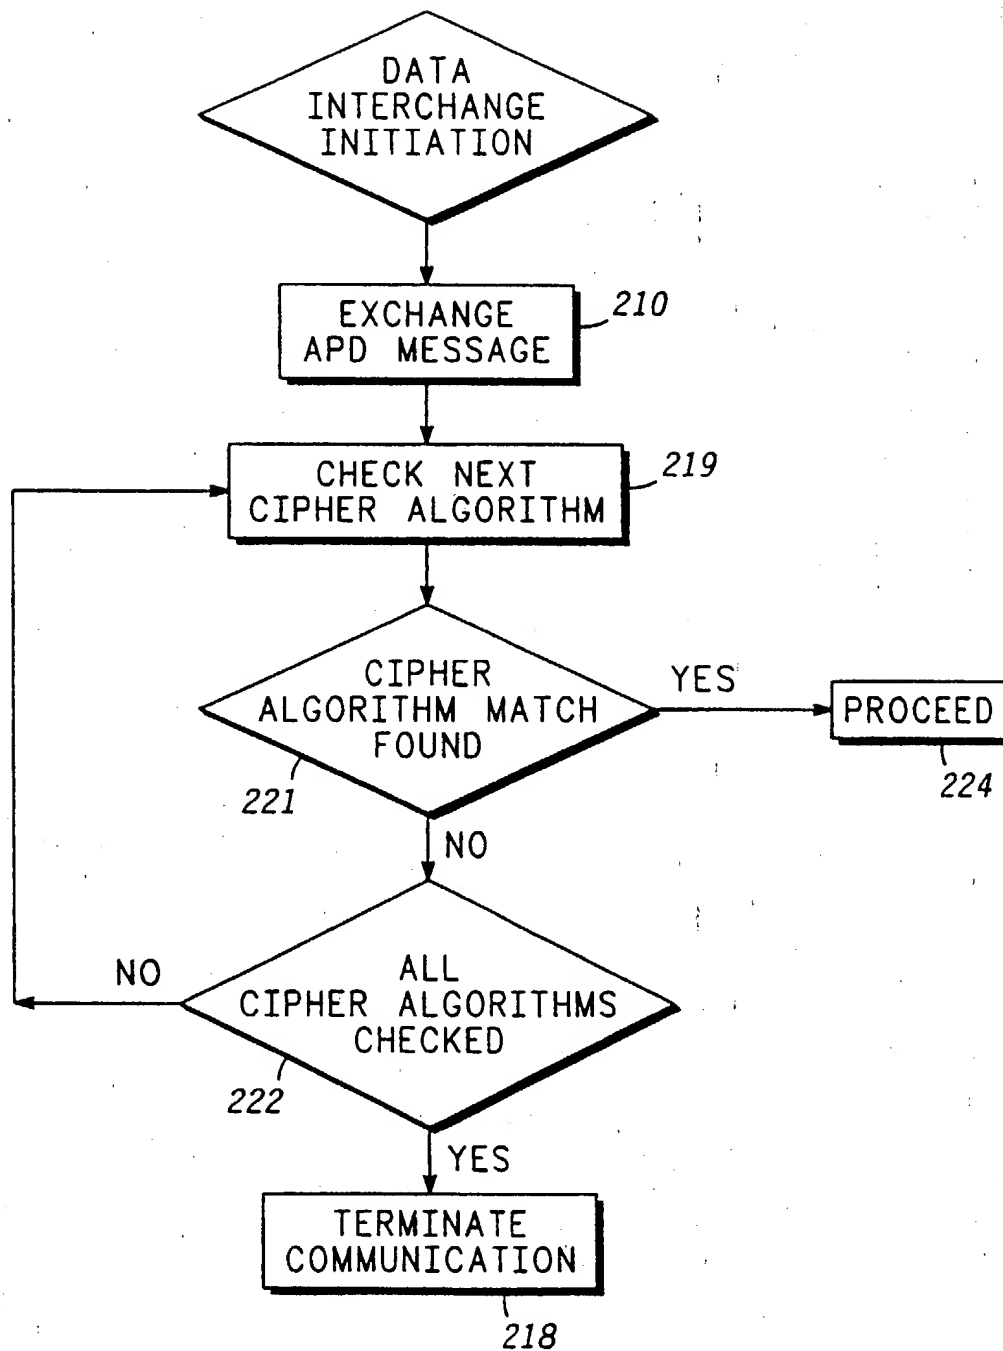 DATA
INTERCHANGE
INITIATION
EXCHANGE
APD MESSAGE
210
CHECK NEXT
CIPHER ALGORITHM
219
CIPHER
ALGORITHM MATCH
FOUND
221
YES
PROCEED
224
NO
ALL
CIPHER ALGORITHMS
CHECKED
222
NO
YES
TERMINATE
COMMUNICATION
218